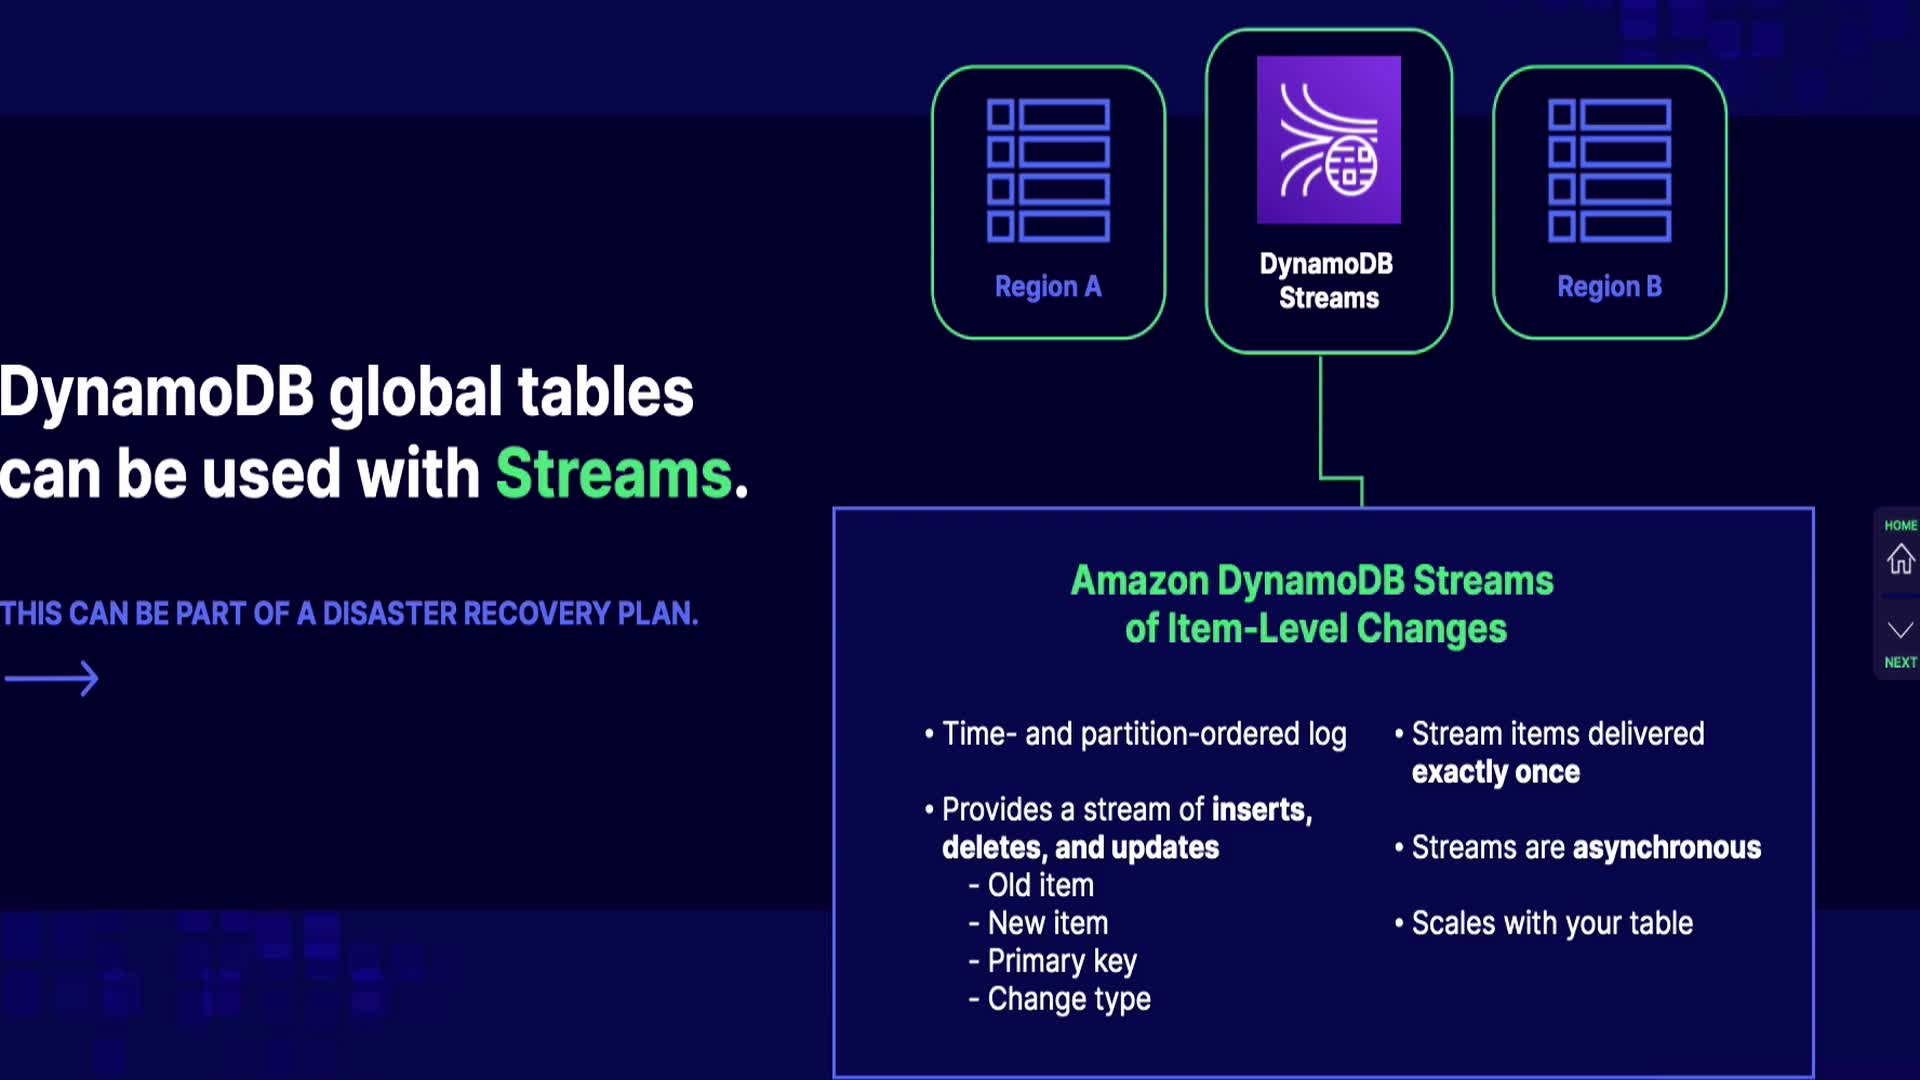 Region A
DynamoDB
Streams
Region B
DynamoDB global tables
can be used with Streams.
THIS CAN BE PART OF A DISASTER RECOVERY PLAN.
Amazon DynamoDB Streams
of Item-Level Changes
• Time- and partition-ordered log
• Provides a stream of inserts,
deletes, and updates
- Old item
- New item
- Primary key
- Change type
• Stream items delivered
exactly once
• Streams are asynchronous
• Scales with your table
HOME
NEXT